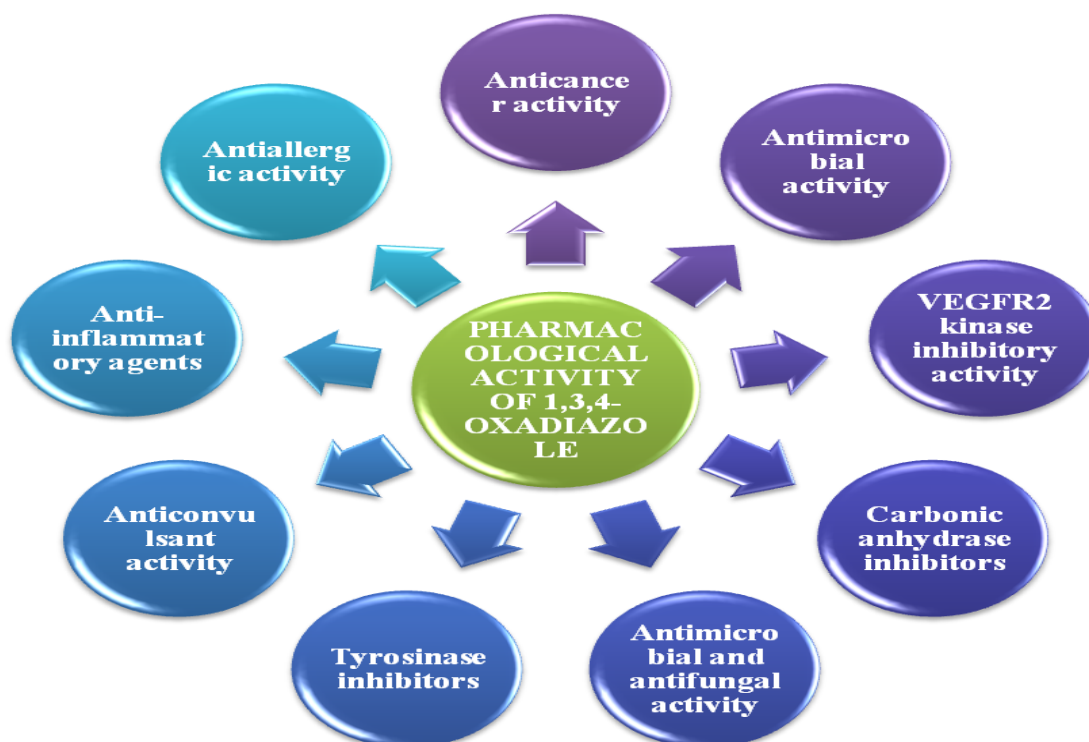 Anticance
r activity
Antimicro
bial
activity
VEGFR2
kinase
inhibitory
activity
Carbonic
anhydrase
inhibitors
Antimicro
bial and
antifungal
activity
Tyrosinase
inhibitors
Anticonvu
lsant
activity
Anti-
inflammat
ory agents
Antiallerg
ic activity
PHARMAC
OLOGICAL
ACTIVITY
OF 1,3,4-
OXADIAZO
LE